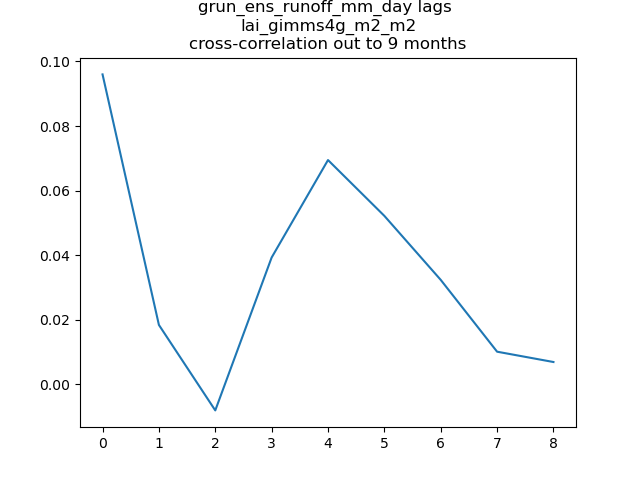 grun_ens_runoff_mm_day lags
lai_gimms4g_m2_m2
cross-correlation out to 9 months
0.10
0.08
0.06
0.04
0.02
0.00
0 1 2 3 4 5 6 7 8